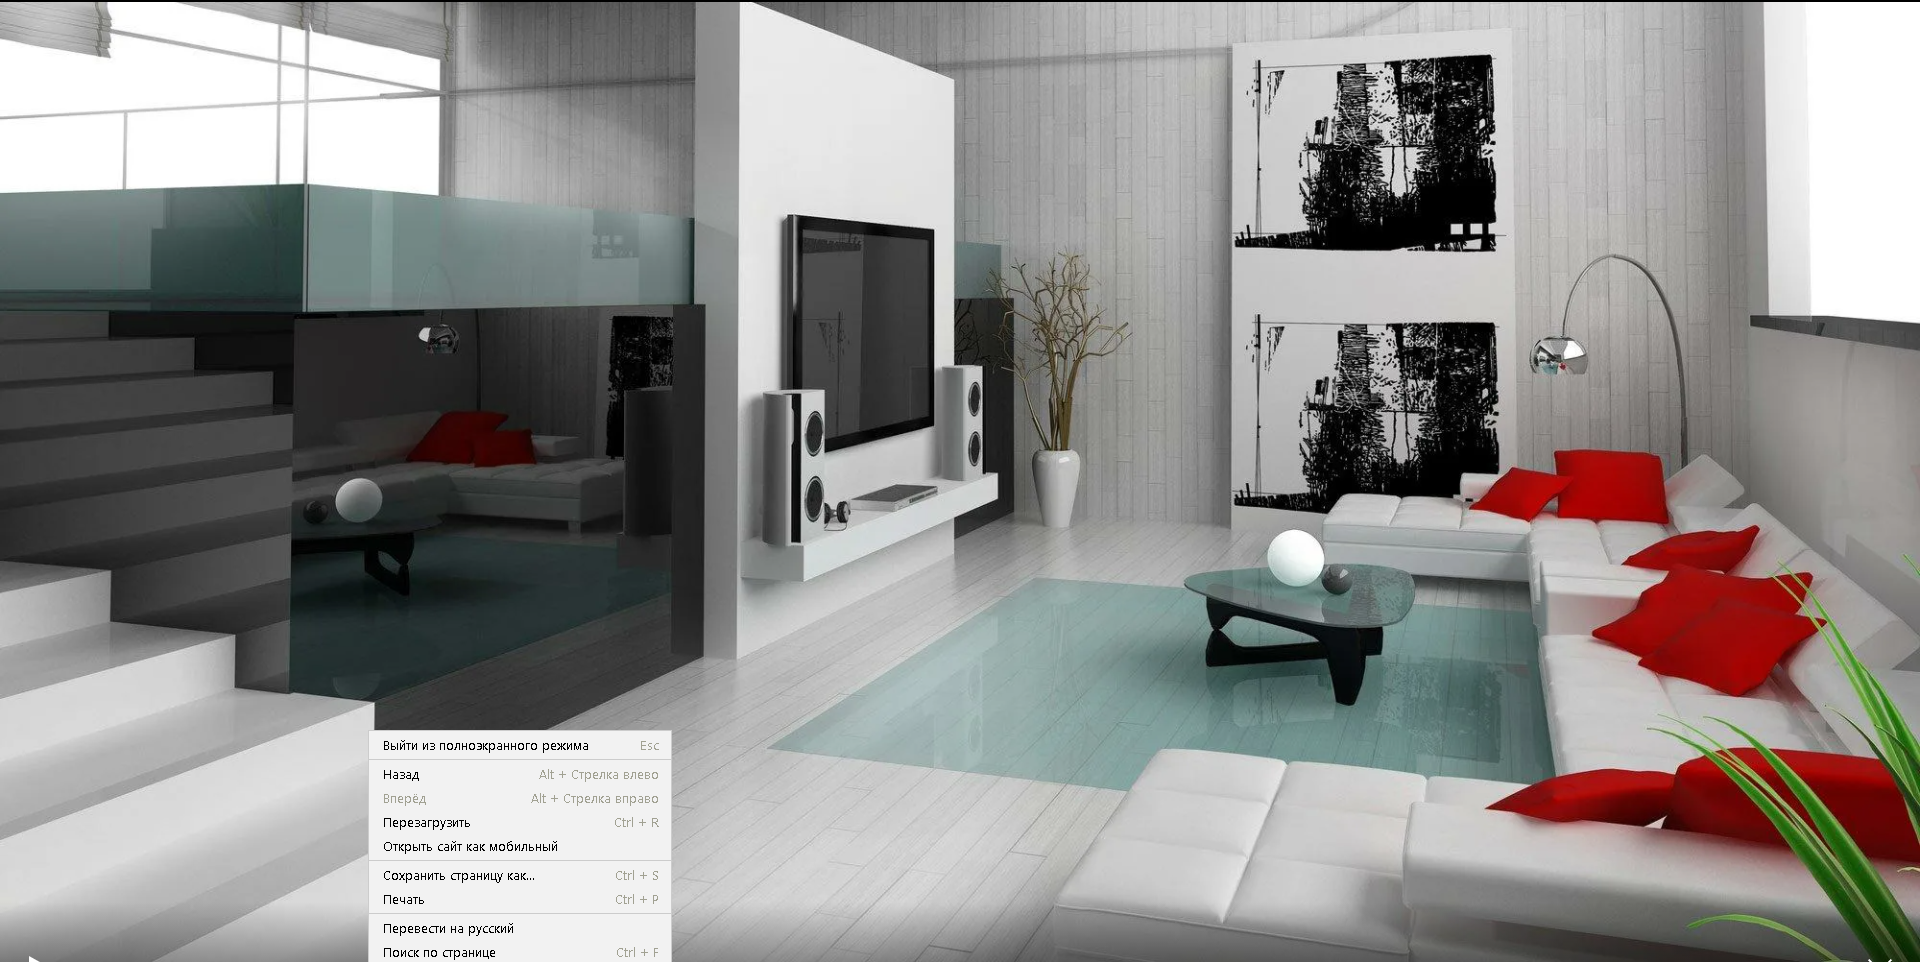 Выйти из полноэкранного режима Esc
Назад Alt + Стрелка влево
Вперёд Alt + Стрелка вправо
Перезагрузить Ctrl + R
Открыть сайт как мобильный
Сохранить страницу как... Ctrl + S
Печать Ctrl + P
Перевести на русский
Поиск по странице Ctrl + F